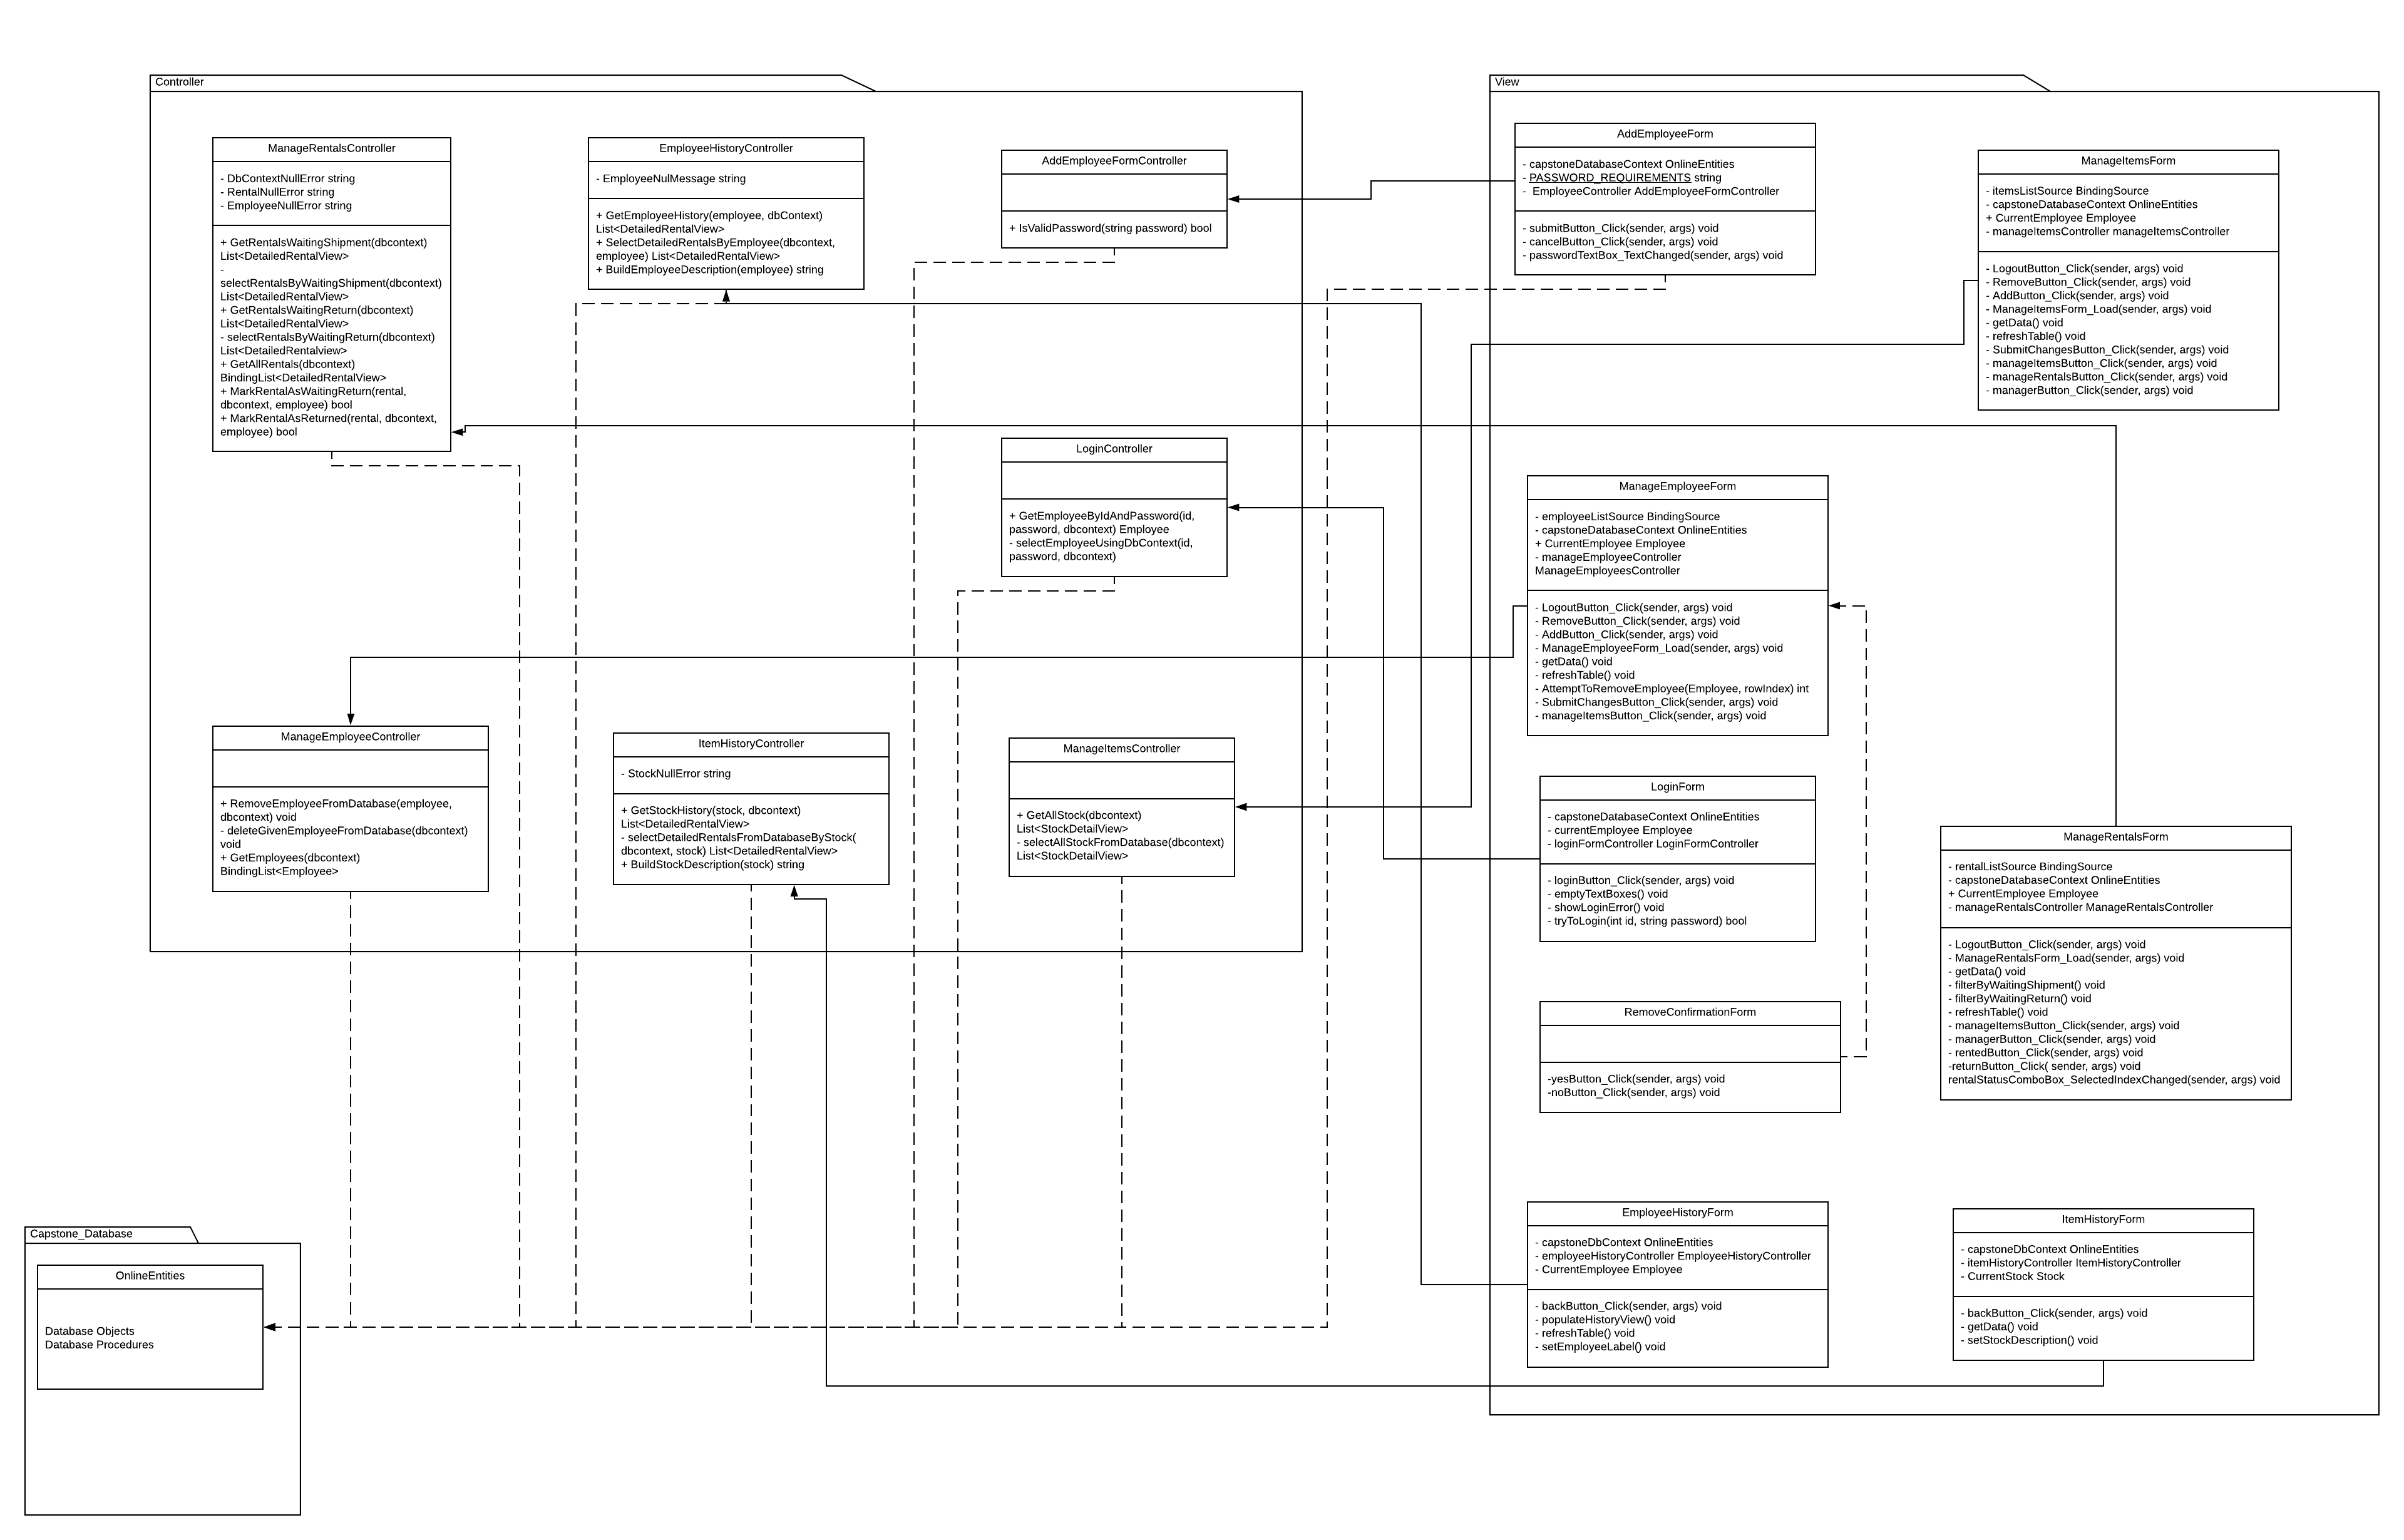 Controller
ManageRentalsController
- DbContextNullError string
- RentalNullError string
- EmployeeNullError string
+ GetRentalsWaitingShipment(dbcontext)
List<DetailedRentalView>
-
selectRentalsByWaitingShipment(dbcontext)
List<DetailedRentalView>
+ GetRentalsWaitingReturn(dbcontext)
List<DetailedRentalView>
- selectRentalsByWaitingReturn(dbcontext)
List<DetailedRentalview>
+ GetAllRentals(dbcontext)
BindingList<DetailedRentalView>
+ MarkRentalAsWaitingReturn(rental,
dbcontext, employee) bool
+ MarkRentalAsReturned(rental, dbcontext,
employee) bool
EmployeeHistoryController
- EmployeeNulMessage string
+ GetEmployeeHistory(employee, dbContext)
List<DetailedRentalView>
+ SelectDetailedRentalsByEmployee(dbcontext,
employee) List<DetailedRentalView>
+ BuildEmployeeDescription(employee) string
AddEmployeeFormController
+ IsValidPassword(string password) bool
LoginController
+ GetEmployeeByIdAndPassword(id,
password, dbcontext) Employee
- selectEmployeeUsingDbContext(id,
password, dbcontext)
ManageEmployeeController
+ RemoveEmployeeFromDatabase(employee,
dbcontext) void
- deleteGivenEmployeeFromDatabase(dbcontext)
void
+ GetEmployees(dbcontext)
BindingList<Employee>
ItemHistoryController
- StockNullError string
+ GetStockHistory(stock, dbcontext)
List<DetailedRentalView>
- selectDetailedRentalsFromDatabaseByStock(
dbcontext, stock) List<DetailedRentalView>
+ BuildStockDescription(stock) string
ManageItemsController
+ GetAllStock(dbcontext)
List<StockDetailView>
- selectAllStockFromDatabase(dbcontext)
List<StockDetailView>
View
AddEmployeeForm
- capstoneDatabaseContext OnlineEntities
- PASSWORD_REQUIREMENTS string
- EmployeeController AddEmployeeFormController
- submitButton_Click(sender, args) void
- cancelButton_Click(sender, args) void
- passwordTextBox_TextChanged(sender, args) void
ManageItemsForm
- itemsListSource BindingSource
- capstoneDatabaseContext OnlineEntities
+ CurrentEmployee Employee
- manageItemsController manageItemsController
- LogoutButton_Click(sender, args) void
- RemoveButton_Click(sender, args) void
- AddButton_Click(sender, args) void
- ManageItemsForm_Load(sender, args) void
- getData() void
- refreshTable() void
- SubmitChangesButton_Click(sender, args) void
- manageItemsButton_Click(sender, args) void
- manageRentalsButton_Click(sender, args) void
- managerButton_Click(sender, args) void
ManageEmployeeForm
- employeeListSource BindingSource
- capstoneDatabaseContext OnlineEntities
+ CurrentEmployee Employee
- manageEmployeeController
ManageEmployeesController
- LogoutButton_Click(sender, args) void
- RemoveButton_Click(sender, args) void
- AddButton_Click(sender, args) void
- ManageEmployeeForm_Load(sender, args) void
- getData() void
- refreshTable() void
- AttemptToRemoveEmployee(Employee, rowIndex) int
- SubmitChangesButton_Click(sender, args) void
- manageItemsButton_Click(sender, args) void
LoginForm
- capstoneDatabaseContext OnlineEntities
- currentEmployee Employee
- loginFormController LoginFormController
- loginButton_Click(sender, args) void
- emptyTextBoxes() void
- showLoginError() void
- tryToLogin(int id, string password) bool
ManageRentalsForm
- rentalListSource BindingSource
- capstoneDatabaseContext OnlineEntities
+ CurrentEmployee Employee
- manageRentalsController ManageRentalsController
- LogoutButton_Click(sender, args) void
- ManageRentalsForm_Load(sender, args) void
- getData() void
- filterByWaitingShipment() void
- filterByWaitingReturn() void
- refreshTable() void
- manageItemsButton_Click(sender, args) void
- managerButton_Click(sender, args) void
- rentedButton_Click(sender, args) void
-returnButton_Click( sender, args) void
rentalStatusComboBox_SelectedIndexChanged(sender, args) void
RemoveConfirmationForm
-yesButton_Click(sender, args) void
-noButton_Click(sender, args) void
EmployeeHistoryForm
- capstoneDbContext OnlineEntities
- employeeHistoryController EmployeeHistoryController
- CurrentEmployee Employee
- backButton_Click(sender, args) void
- populateHistoryView() void
- refreshTable() void
- setEmployeeLabel() void
ItemHistoryForm
- capstoneDbContext OnlineEntities
- itemHistoryController ItemHistoryController
- CurrentStock Stock
- backButton_Click(sender, args) void
- getData() void
- setStockDescription() void
Capstone_Database
OnlineEntities
Database Objects
Database Procedures